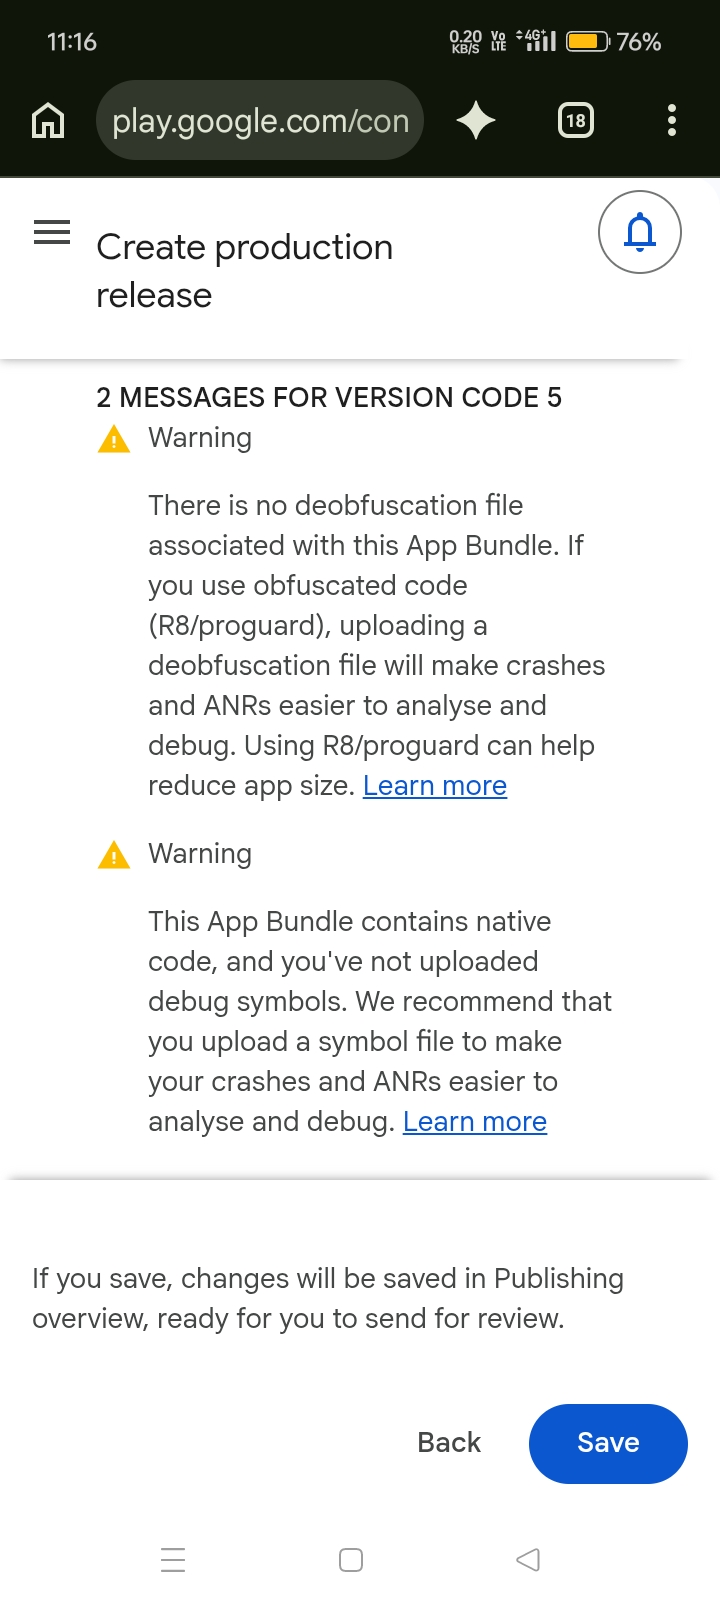 11:16
0.20 KB/S Vo LTE 4G+ 76%
play.google.com/con
18
Create production
release
2 MESSAGES FOR VERSION CODE 5
Warning
There is no deobfuscation file
associated with this App Bundle. If
you use obfuscated code
(R8/proguard), uploading a
deobfuscation file will make crashes
and ANRs easier to analyse and
debug. Using R8/proguard can help
reduce app size. Learn more
Warning
This App Bundle contains native
code, and you've not uploaded
debug symbols. We recommend that
you upload a symbol file to make
your crashes and ANRs easier to
analyse and debug. Learn more
If you save, changes will be saved in Publishing
overview, ready for you to send for review.
Back Save